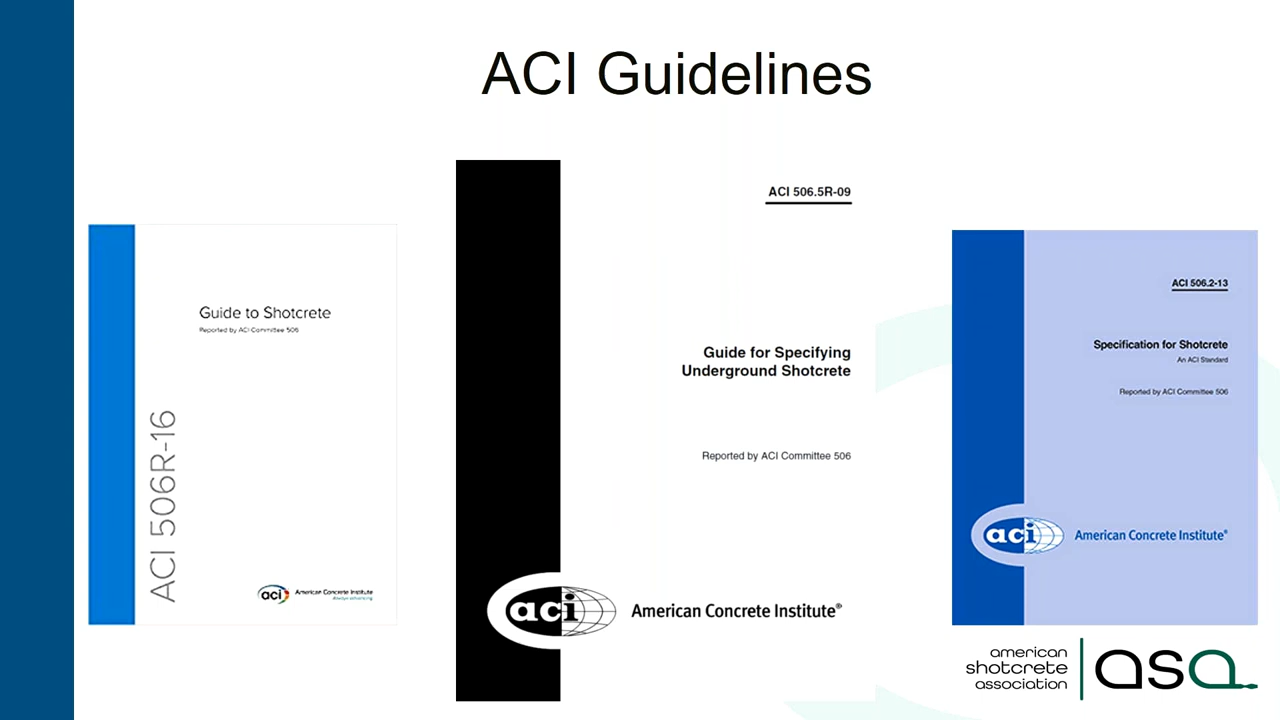 ACI Guidelines
Guide to Shotcrete
Reported by ACI Committee 506
ACI 506R-16
aci American Concrete Institute
Always advancing
ACI 506.5R-09
Guide for Specifying
Underground Shotcrete
Reported by ACI Committee 506
aci American Concrete Institute®
ACI 506.2-13
Specification for Shotcrete
An ACI Standard
Reported by ACI Committee 506
aci American Concrete Institute®
american
shotcrete
association
asa